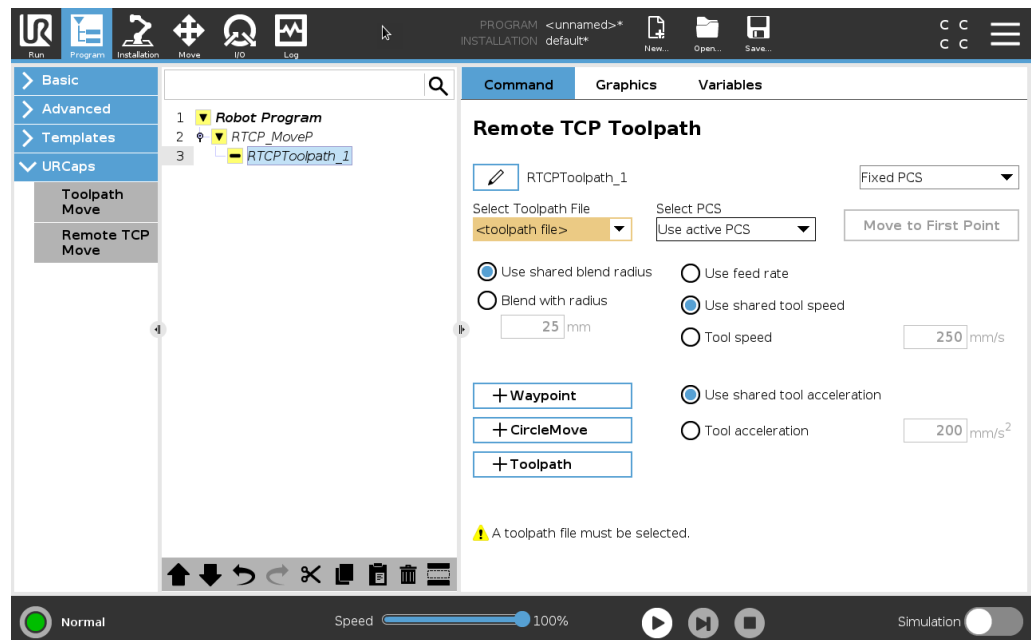 PROGRAM <unnamed>*
INSTALLATION default*
C C
C C
Run Program Installation Move I/O Log New... Open... Save...
Basic
Advanced
Templates
URCaps
Toolpath
Move
Remote TCP
Move
1 Robot Program
2 RTCP_MoveP
3 RTCPToolpath_1
Command Graphics Variables
Remote TCP Toolpath
RTCPToolpath_1 Fixed PCS
Select Toolpath File Select PCS
<toolpath file> Use active PCS Move to First Point
Use shared blend radius Use feed rate
Blend with radius Use shared tool speed
25 mm Tool speed 250 mm/s
+ Waypoint Use shared tool acceleration
+ CircleMove Tool acceleration 200 mm/s²
+ Toolpath
A toolpath file must be selected.
Normal Speed 100% Simulation